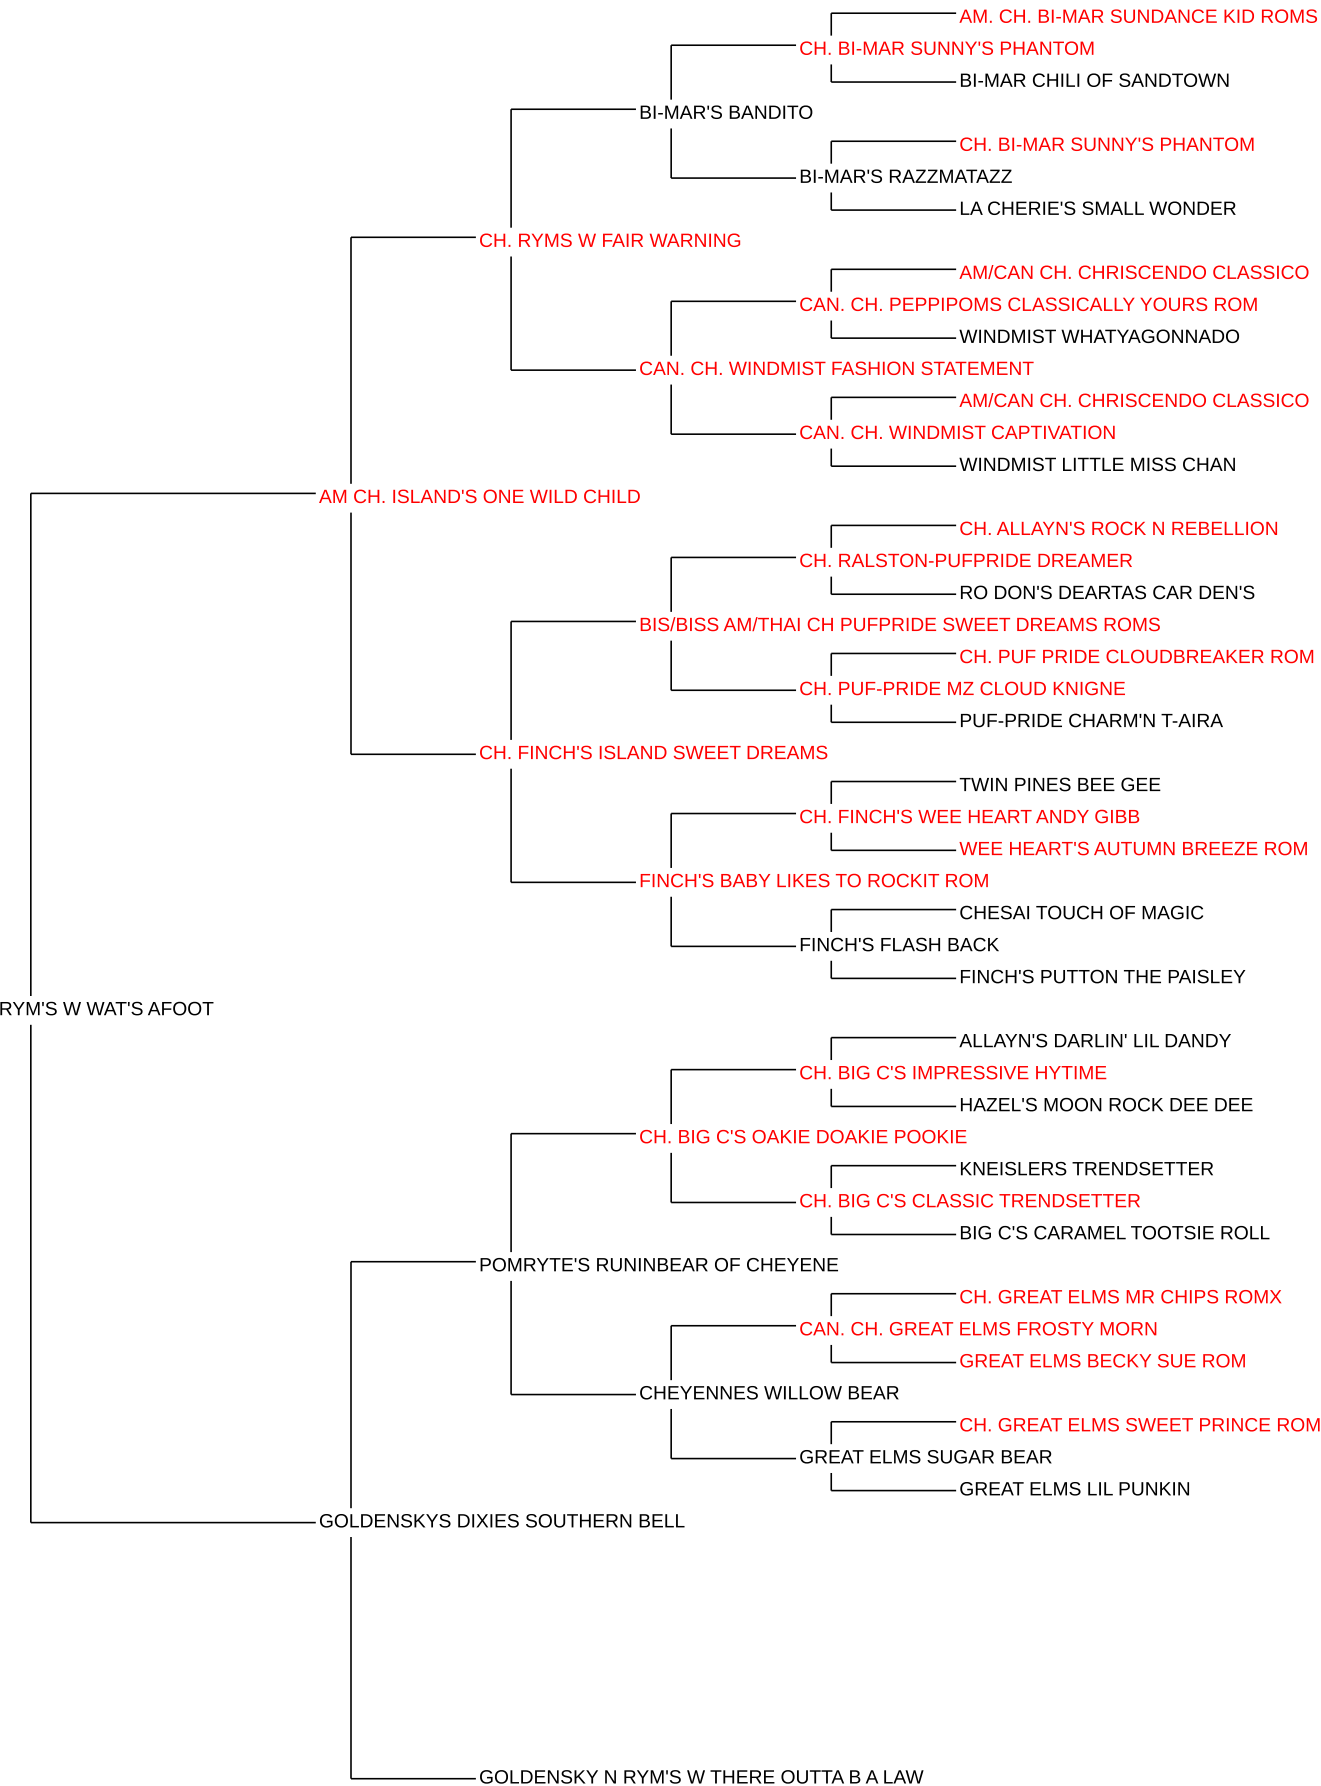 AM. CH. BI-MAR SUNDANCE KID ROMS
CH. BI-MAR SUNNY'S PHANTOM
BI-MAR CHILI OF SANDTOWN
BI-MAR'S BANDITO
CH. BI-MAR SUNNY'S PHANTOM
BI-MAR'S RAZZMATAZZ
LA CHERIE'S SMALL WONDER
CH. RYMS W FAIR WARNING
AM/CAN CH. CHRISCENDO CLASSICO
CAN. CH. PEPPIPOMS CLASSICALLY YOURS ROM
WINDMIST WHATYAGONNADO
CAN. CH. WINDMIST FASHION STATEMENT
AM/CAN CH. CHRISCENDO CLASSICO
CAN. CH. WINDMIST CAPTIVATION
WINDMIST LITTLE MISS CHAN
AM CH. ISLAND'S ONE WILD CHILD
CH. ALLAYN'S ROCK N REBELLION
CH. RALSTON-PUFPRIDE DREAMER
RO DON'S DEARTAS CAR DEN'S
BIS/BISS AM/THAI CH PUFPRIDE SWEET DREAMS ROMS
CH. PUF PRIDE CLOUDBREAKER ROM
CH. PUF-PRIDE MZ CLOUD KNIGNE
PUF-PRIDE CHARM'N T-AIRA
CH. FINCH'S ISLAND SWEET DREAMS
TWIN PINES BEE GEE
CH. FINCH'S WEE HEART ANDY GIBB
WEE HEART'S AUTUMN BREEZE ROM
FINCH'S BABY LIKES TO ROCKIT ROM
CHESAI TOUCH OF MAGIC
FINCH'S FLASH BACK
FINCH'S PUTTON THE PAISLEY
RYM'S W WAT'S AFOOT
ALLAYN'S DARLIN' LIL DANDY
CH. BIG C'S IMPRESSIVE HYTIME
HAZEL'S MOON ROCK DEE DEE
CH. BIG C'S OAKIE DOAKIE POOKIE
KNEISLERS TRENDSETTER
CH. BIG C'S CLASSIC TRENDSETTER
BIG C'S CARAMEL TOOTSIE ROLL
POMRYTE'S RUNINBEAR OF CHEYENE
CH. GREAT ELMS MR CHIPS ROMX
CAN. CH. GREAT ELMS FROSTY MORN
GREAT ELMS BECKY SUE ROM
CHEYENNES WILLOW BEAR
CH. GREAT ELMS SWEET PRINCE ROM
GREAT ELMS SUGAR BEAR
GREAT ELMS LIL PUNKIN
GOLDENSKYS DIXIES SOUTHERN BELL
GOLDENSKY N RYM'S W THERE OUTTA B A LAW